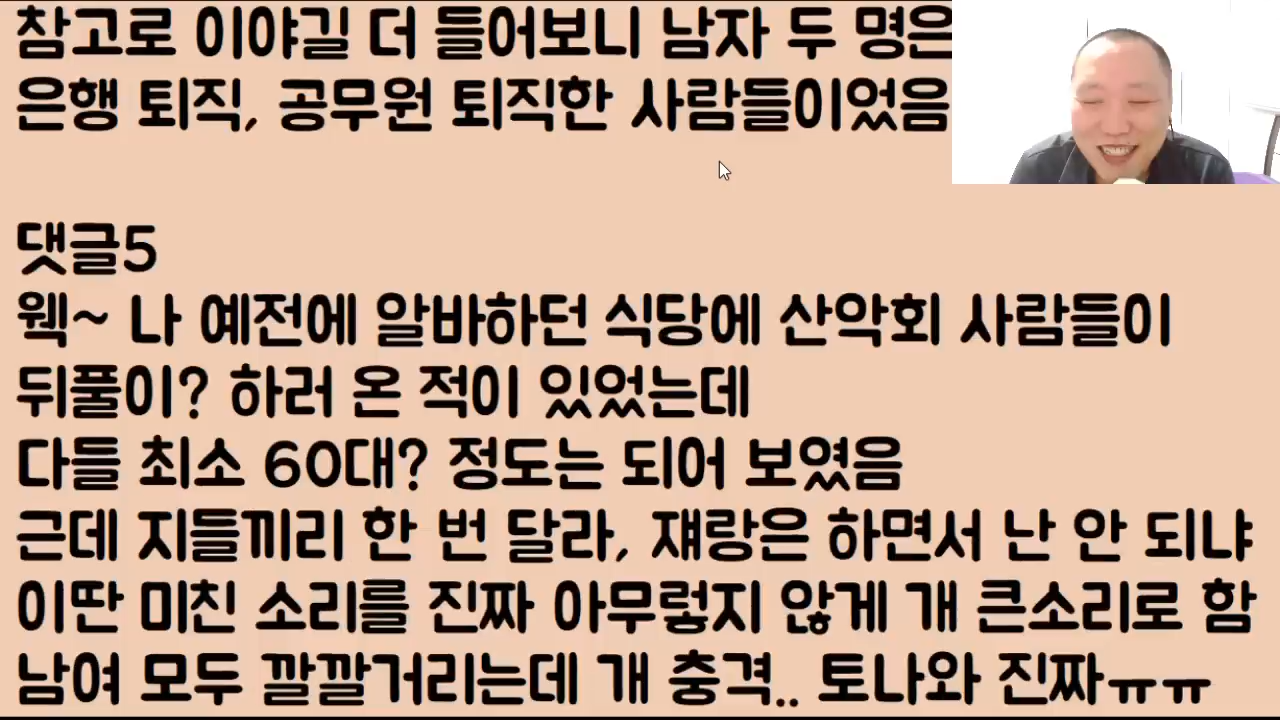 참고로 이야길 더 들어보니 남자 두 명은
은행 퇴직, 공무원 퇴직한 사람들이었음
댓글5
웩~ 나 예전에 알바하던 식당에 산악회 사람들이
뒤풀이? 하러 온 적이 있었는데
다들 최소 60대? 정도는 되어 보였음
근데 지들끼리 한 번 달라, 쟤랑은 하면서 난 안 되냐
이딴 미친 소리를 진짜 아무렇지 않게 개 큰소리로 함
남여 모두 깔깔거리는데 개 충격.. 토나와 진짜ㅠㅠ